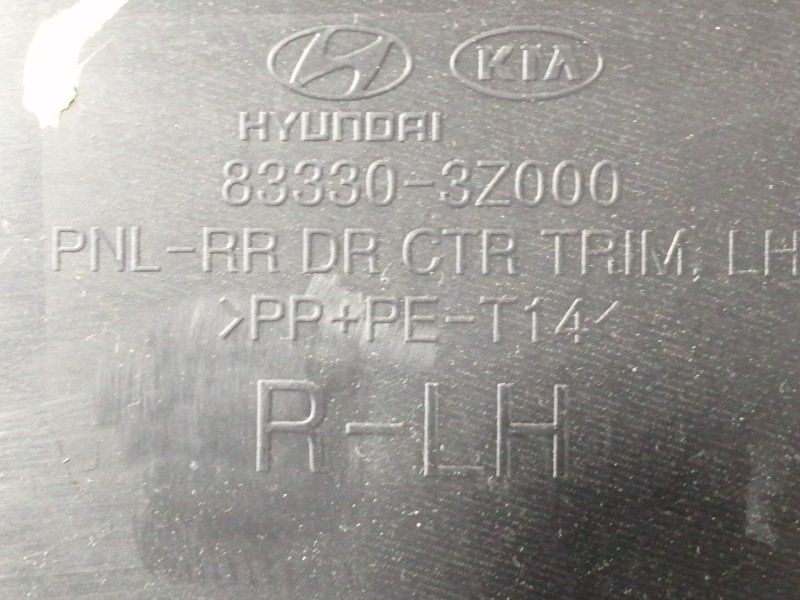 KIA
HYUNDAI
83330-3Z000
PNL-RR DR CTR TRIM, LH
>PP+PE-T14<
R-LH